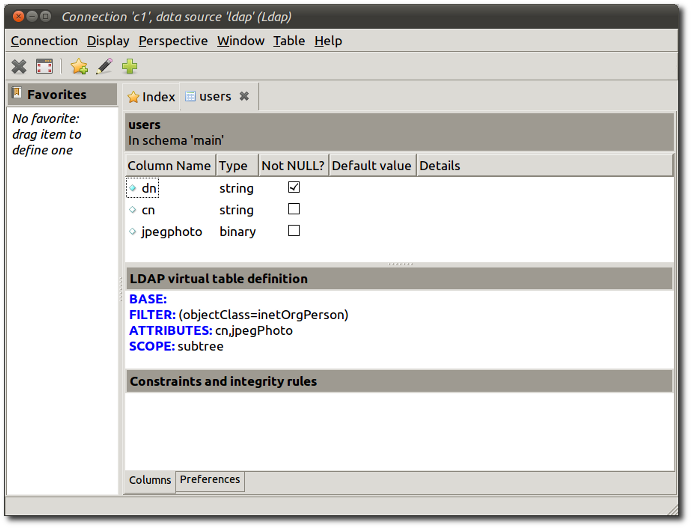 Connection 'c1', data source 'ldap' (Ldap)
Connection Display Perspective Window Table Help
Favorites
No favorite:
drag item to
define one
Index users
users
In schema 'main'
Column Name Type Not NULL? Default value Details
dn string
cn string
jpegphoto binary
LDAP virtual table definition
BASE:
FILTER: (objectClass=inetOrgPerson)
ATTRIBUTES: cn,jpegPhoto
SCOPE: subtree
Constraints and integrity rules
Columns Preferences